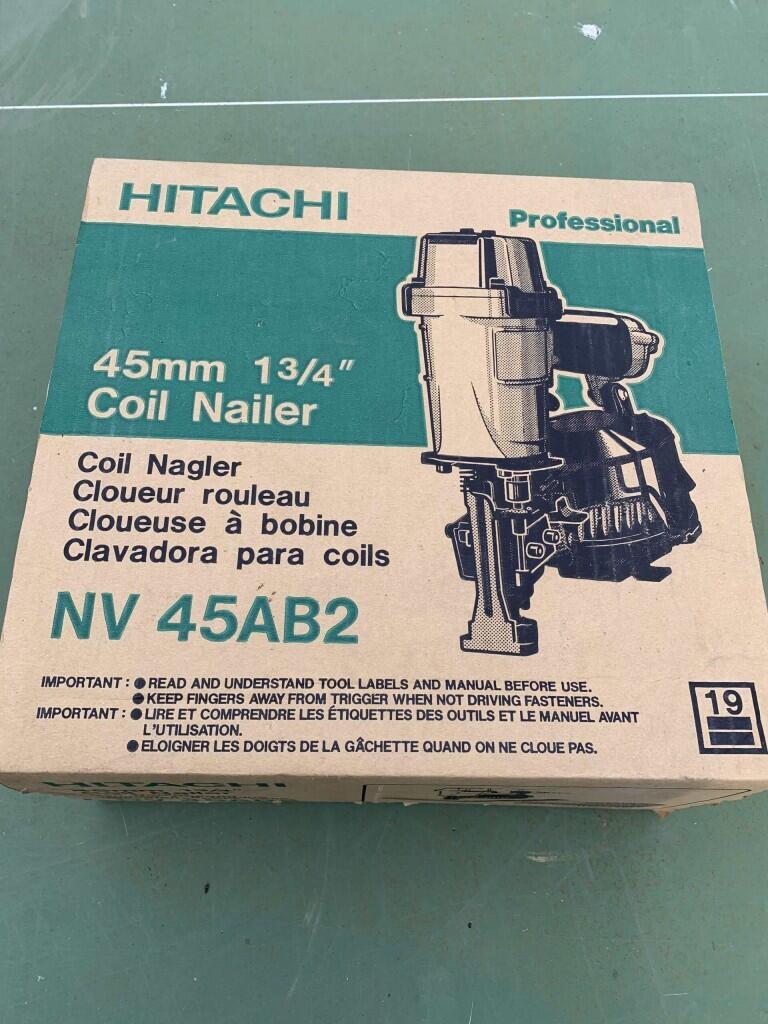 HITACHI
Professional
45mm 1 3/4"
Coil Nailer
Coil Nagler
Cloueur rouleau
Cloueuse à bobine
Clavadora para coils
NV 45AB2
IMPORTANT : ● READ AND UNDERSTAND TOOL LABELS AND MANUAL BEFORE USE.
● KEEP FINGERS AWAY FROM TRIGGER WHEN NOT DRIVING FASTENERS.
IMPORTANT : ● LIRE ET COMPRENDRE LES ÉTIQUETTES DES OUTILS ET LE MANUEL AVANT
L'UTILISATION.
● ELOIGNER LES DOIGTS DE LA GÂCHETTE QUAND ON NE CLOUE PAS.
19
HITACHI